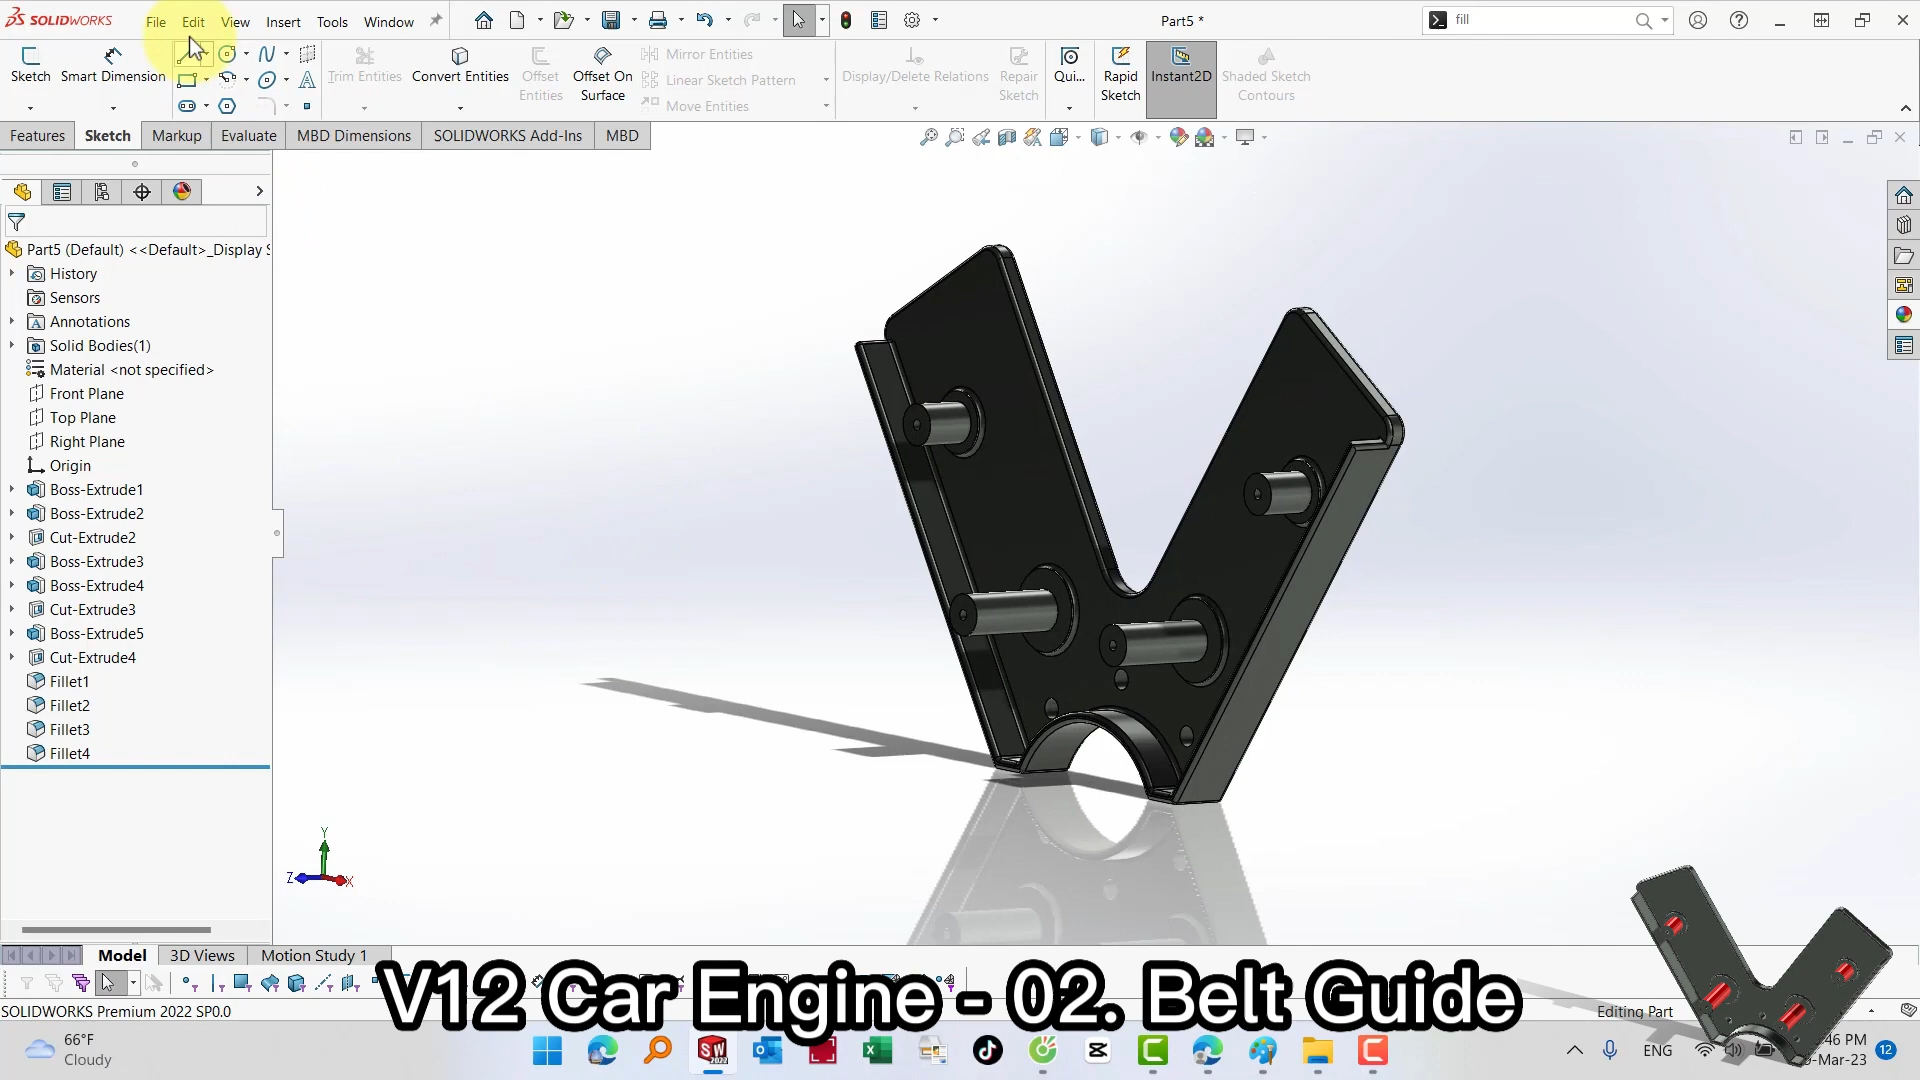 SOLIDWORKS File Edit View Insert Tools Window Part5 * fill
Sketch Smart Dimension Trim Entities Convert Entities Offset Entities Offset On Surface Mirror Entities Linear Sketch Pattern Move Entities Display/Delete Relations Repair Sketch Qui... Rapid Sketch Instant2D Shaded Sketch Contours
Features Sketch Markup Evaluate MBD Dimensions SOLIDWORKS Add-Ins MBD
Part5 (Default) <<Default>_Display S
History
Sensors
Annotations
Solid Bodies(1)
Material <not specified>
Front Plane
Top Plane
Right Plane
Origin
Boss-Extrude1
Boss-Extrude2
Cut-Extrude2
Boss-Extrude3
Boss-Extrude4
Cut-Extrude3
Boss-Extrude5
Cut-Extrude4
Fillet1
Fillet2
Fillet3
Fillet4
Y
Z X
Model 3D Views Motion Study 1
V12 Car Engine - 02. Belt Guide
SOLIDWORKS Premium 2022 SP0.0 Editing Part
66°F
Cloudy
ENG
46 PM
-Mar-23
12